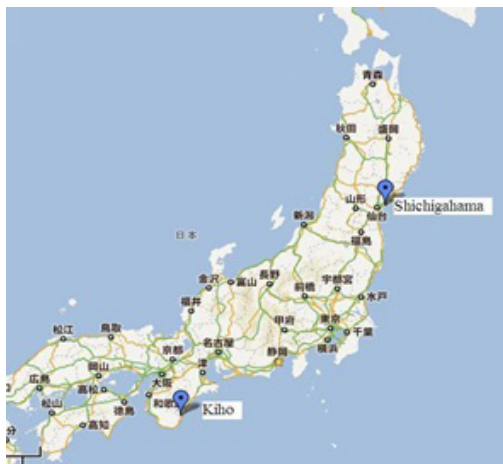 青森
秋田
盛岡
Shichigahama
山形
仙台
新潟
福島
日本
金沢
富山
長野
宇都宮
前橋
水戸
福井
松江
鳥取
甲府
東京
千葉
京都
名古屋
横浜
静岡
岡山
津
広島
大阪
高松
和歌
Kiho
松山
徳島
高知
分